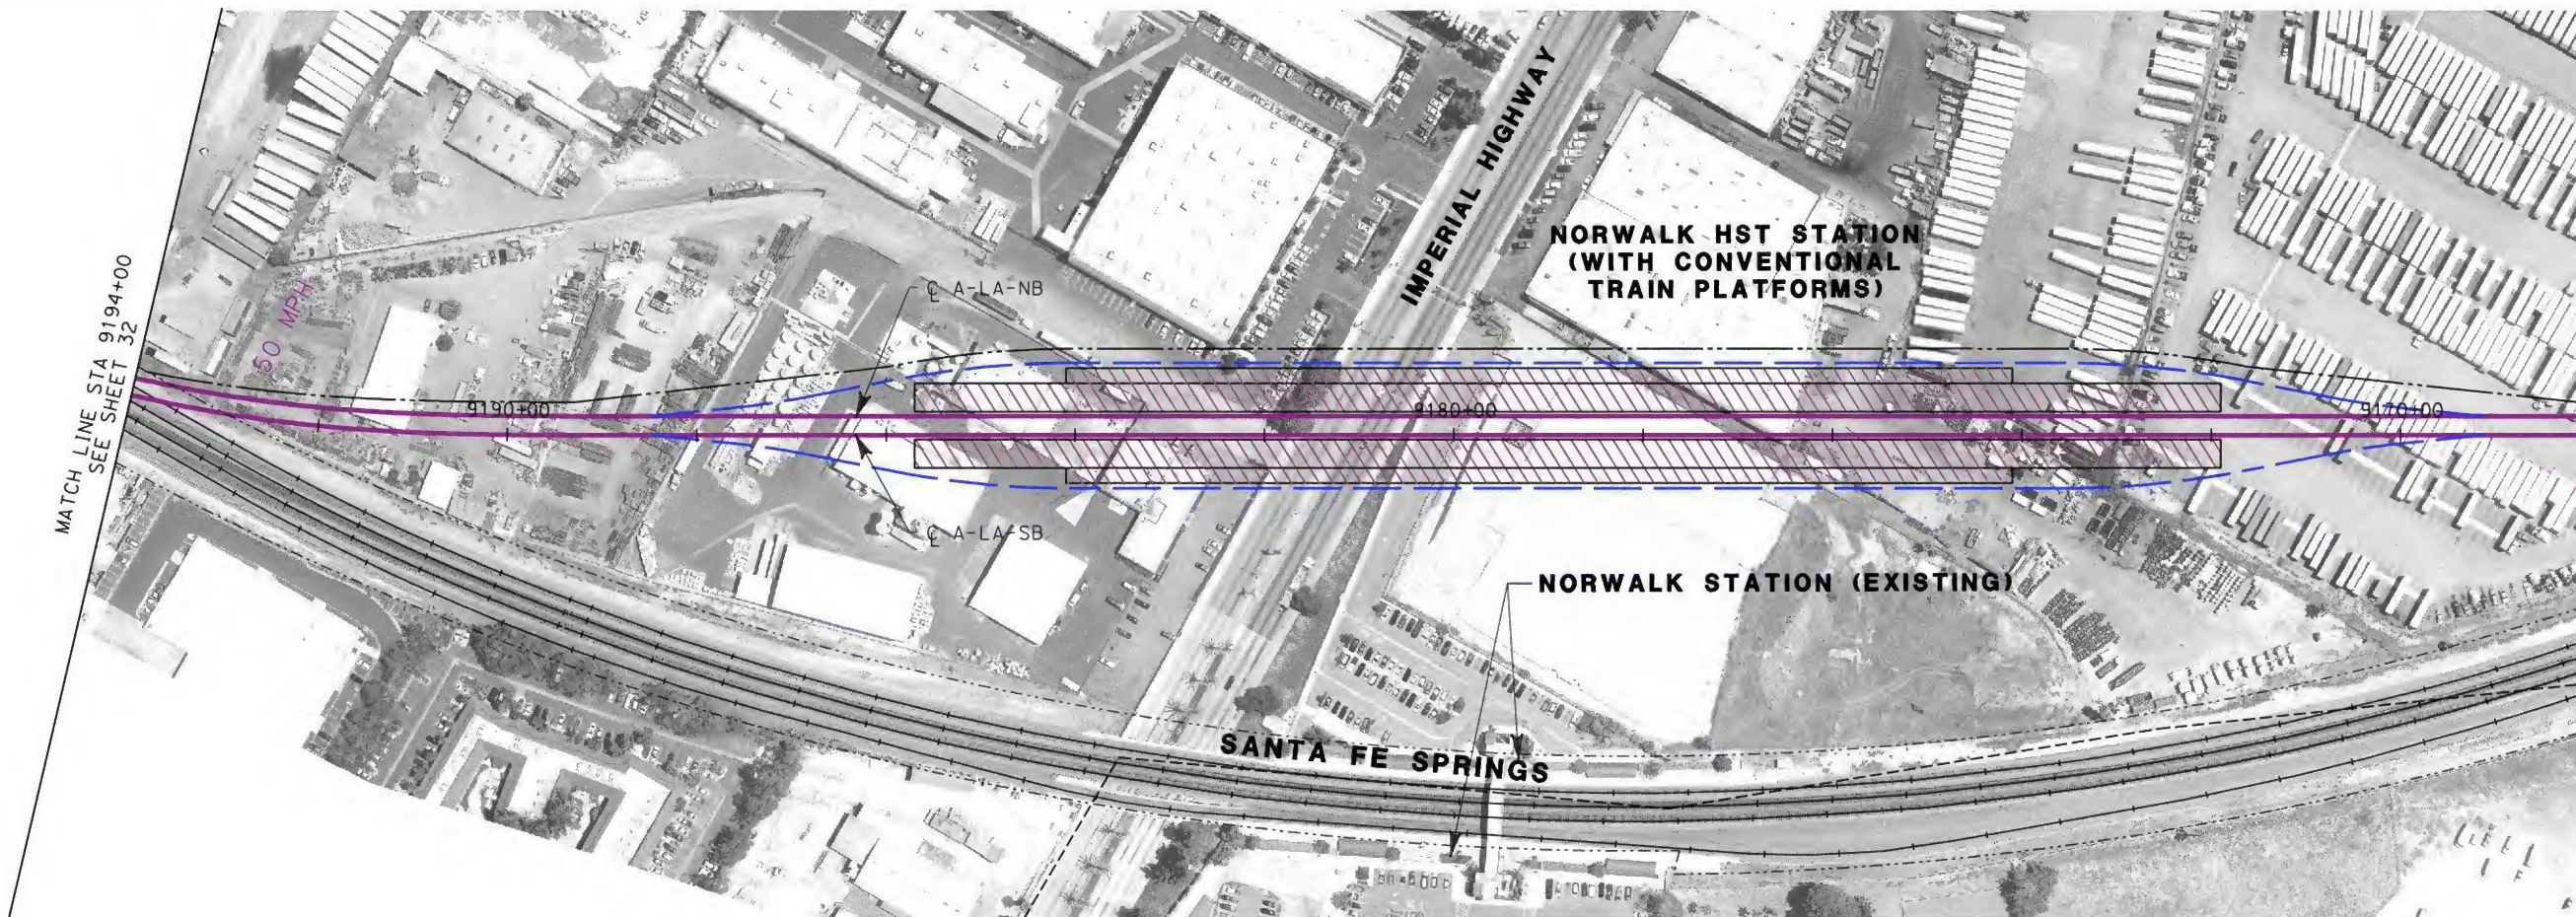 MATCH LINE STA 9194+00
SEE SHEET 32
50 MPH
℄ A-LA-NB
IMPERIAL HIGHWAY
NORWALK HST STATION
(WITH CONVENTIONAL
TRAIN PLATFORMS)
9190+00
9180+00
9170+00
℄ A-LA-SB
NORWALK STATION (EXISTING)
SANTA FE SPRINGS